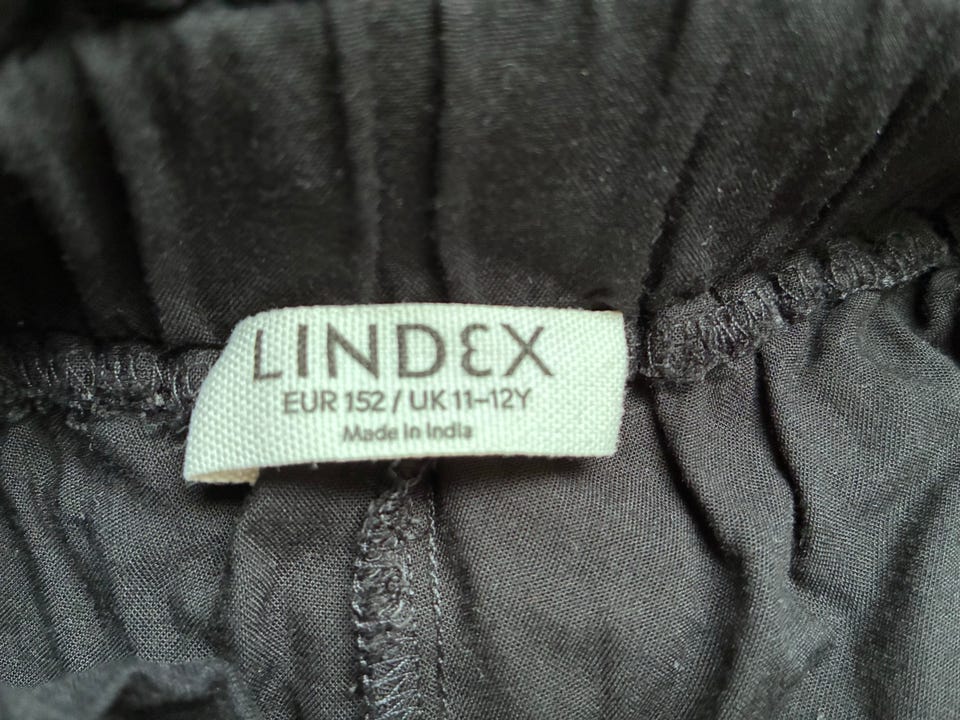 LINDEX
EUR 152 / UK 11–12Y
Made in India